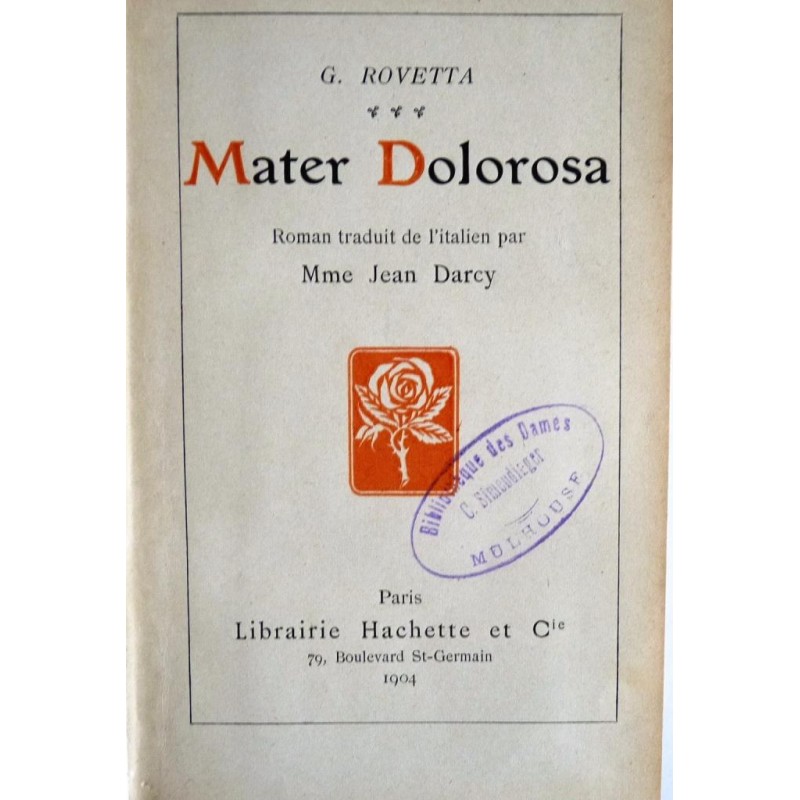 G. ROVETTA
Mater Dolorosa
Roman traduit de l'italien par
Mme Jean Darcy
Bibliothèque des Dames
C.
MULHOUSE
Paris
Librairie Hachette et Cie
79, Boulevard St-Germain
1904